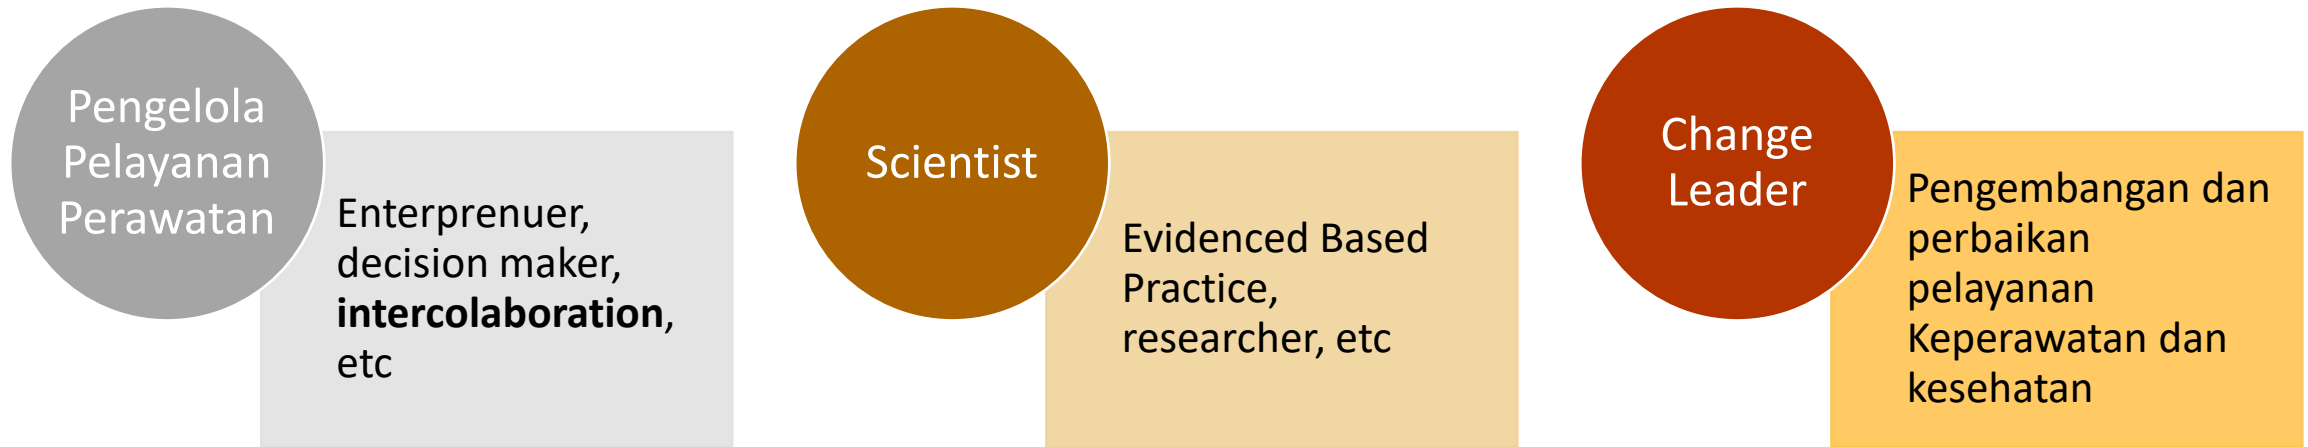 Pengelola
Pelayanan
Perawatan
Enterprenuer,
decision maker,
intercolaboration,
etc
Scientist
Evidenced Based
Practice,
researcher, etc
Change
Leader
Pengembangan dan
perbaikan
pelayanan
Keperawatan dan
kesehatan